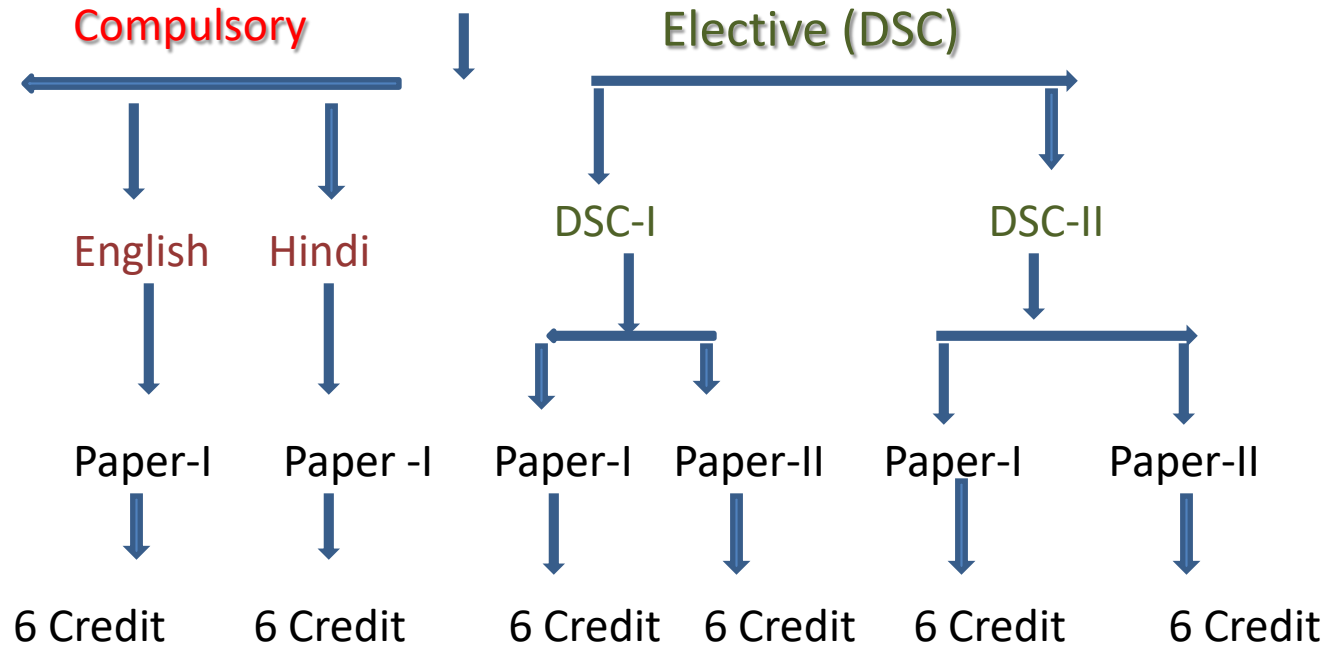 Compulsory Elective (DSC)
DSC-I DSC-II
English Hindi
Paper-I Paper -I Paper-I Paper-II Paper-I Paper-II
6 Credit 6 Credit 6 Credit 6 Credit 6 Credit 6 Credit